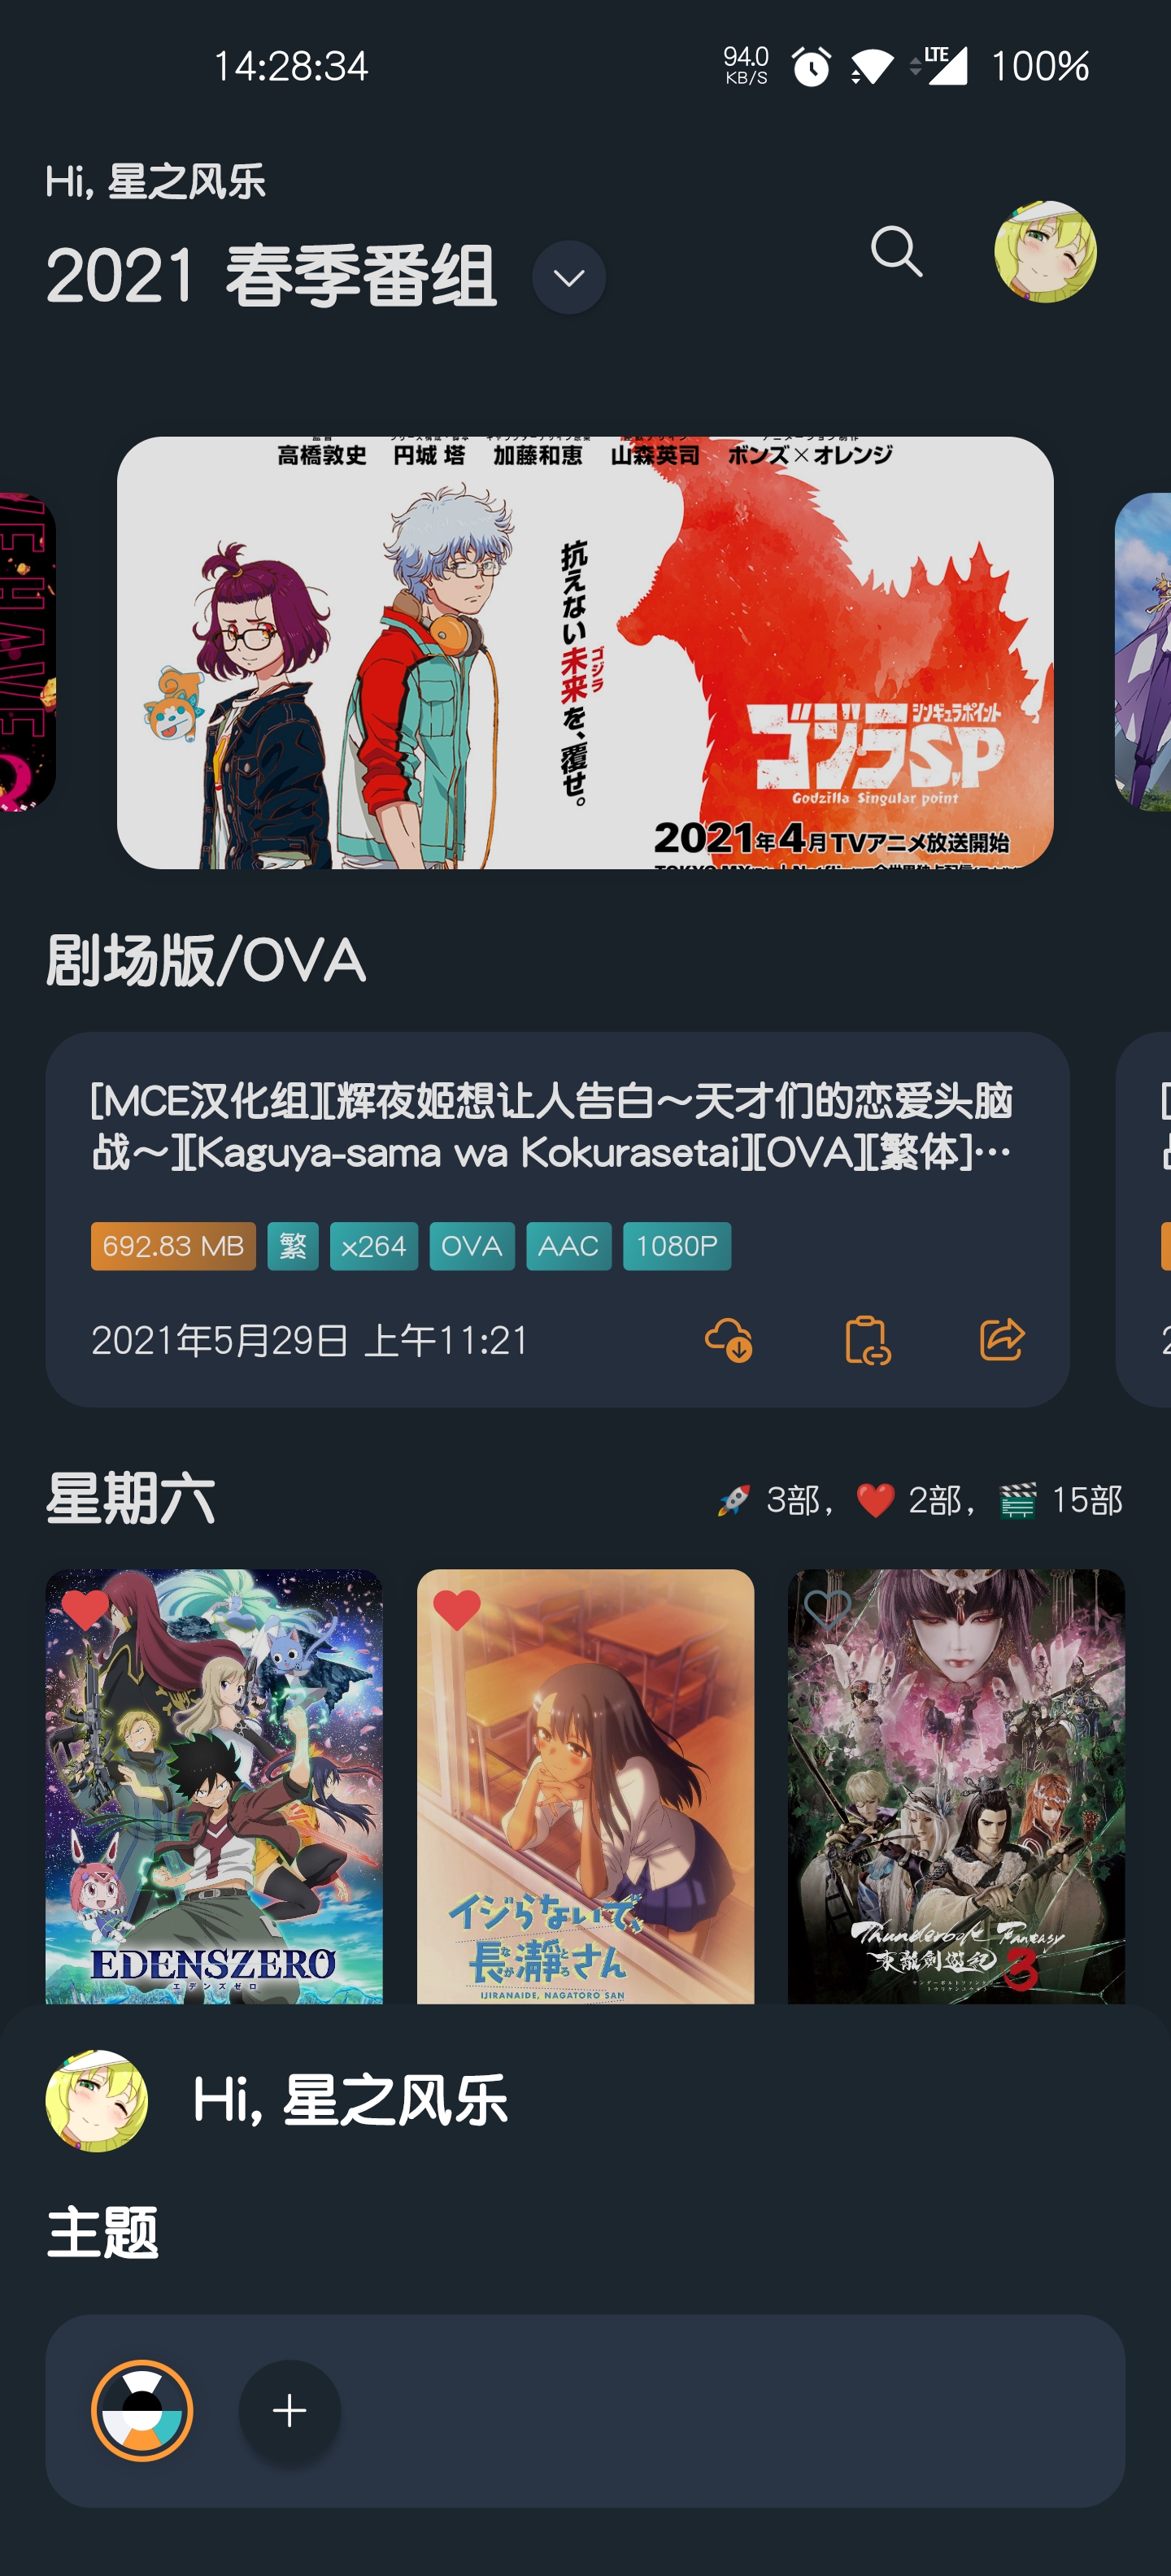 14:28:34
94.0
KB/S
LTE
100%
Hi, 星之风乐
2021 春季番组
高橋敦史 円城 塔 加藤和恵 山森英司 ボンズ×オレンジ
抗えない未来を、覆せ。
ゴジラ
ゴジラSP
シンギュラポイント
Godzilla Singular point
2021年4月TVアニメ放送開始
剧场版/OVA
[MCE汉化组][辉夜姬想让人告白～天才们的恋爱头脑
战～][Kaguya-sama wa Kokurasetai][OVA][繁体]…
692.83 MB 繁 x264 OVA AAC 1080P
2021年5月29日 上午11:21
星期六
🚀 3部，❤️ 2部，🎬 15部
EDENSZERO
エデンズゼロ
イジらないで、
長瀞さん
なが とろ
IJIRANAIDE, NAGATORO SAN
Thunderbolt Fantasy
東離劍遊紀3
Hi, 星之风乐
主题